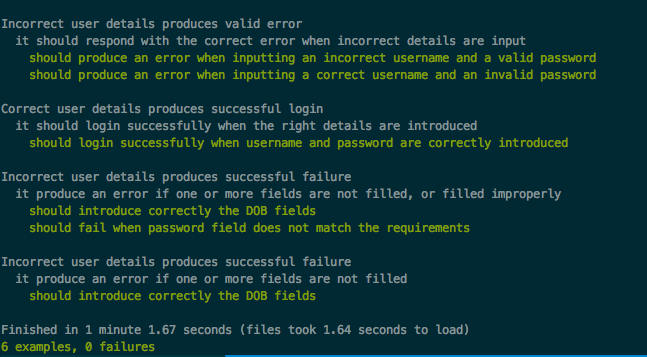 Incorrect user details produces valid error
it should respond with the correct error when incorrect details are input
should produce an error when inputting an incorrect username and a valid password
should produce an error when inputting a correct username and an invalid password
Correct user details produces successful login
it should login successfully when the right details are introduced
should login successfully when username and password are correctly introduced
Incorrect user details produces successful failure
it produce an error if one or more fields are not filled, or filled improperly
should introduce correctly the DOB fields
should fail when password field does not match the requirements
Incorrect user details produces successful failure
it produce an error if one or more fields are not filled
should introduce correctly the DOB fields
Finished in 1 minute 1.67 seconds (files took 1.64 seconds to load)
6 examples, 0 failures